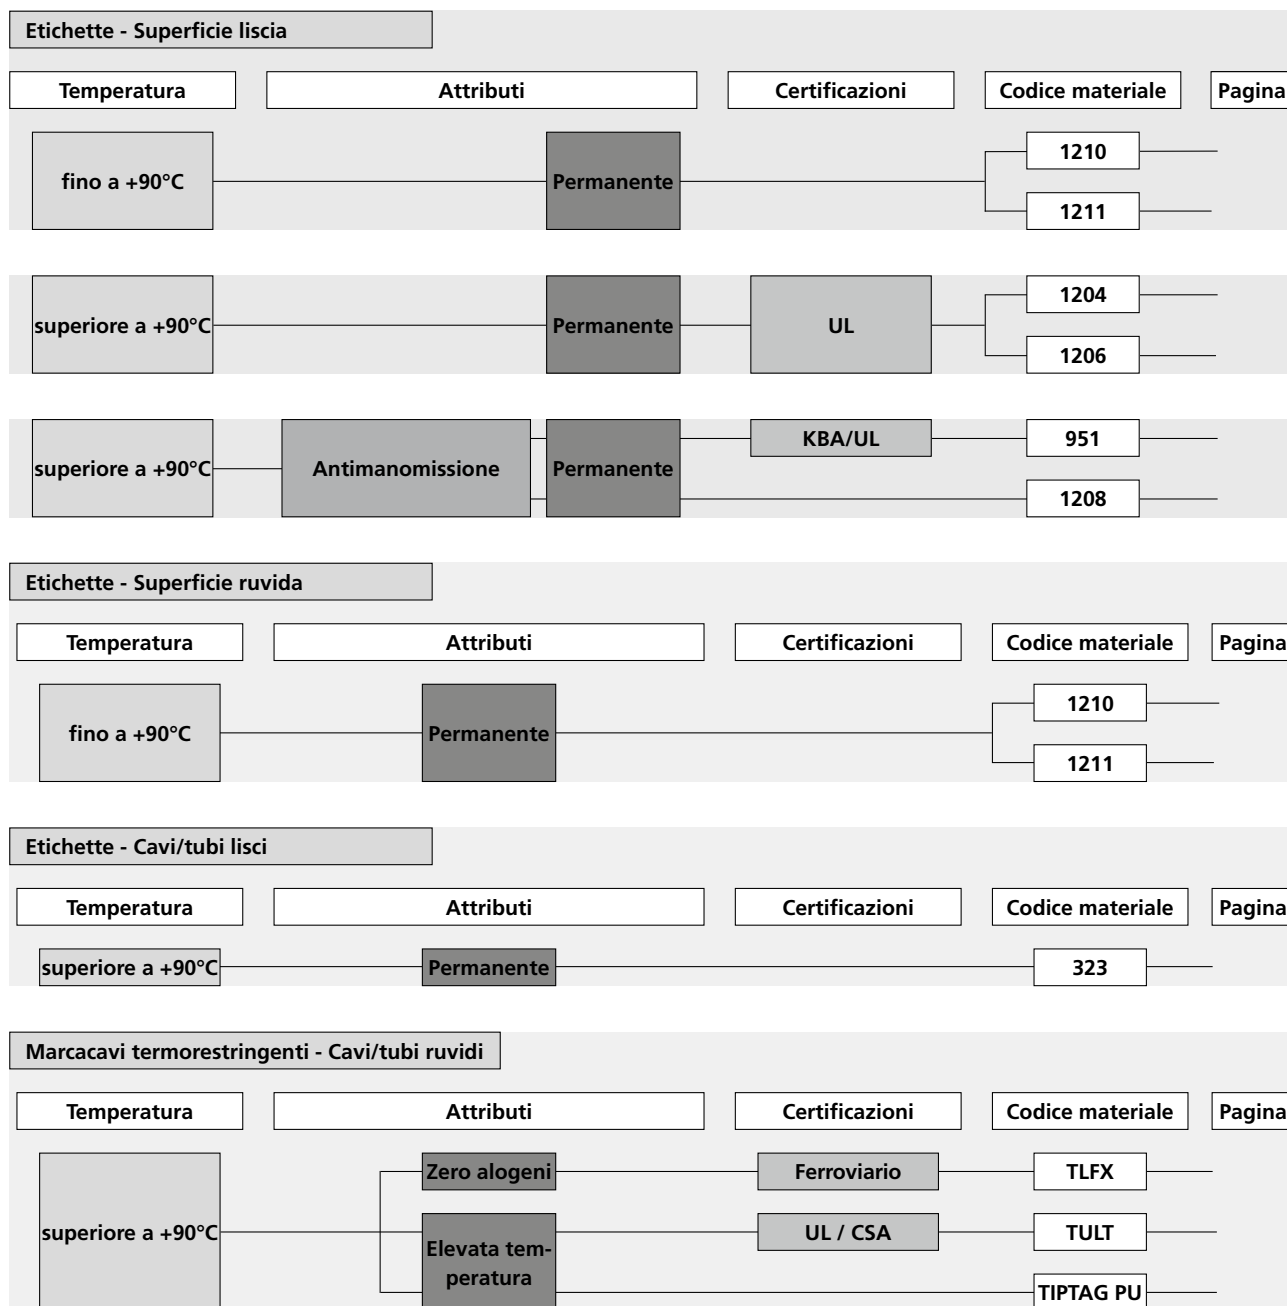 Etichette - Superficie liscia
Temperatura Attributi Certificazioni Codice materiale Pagina
fino a +90°C Permanente 1210
1211
superiore a +90°C Permanente UL 1204
1206
superiore a +90°C Antimanomissione Permanente KBA/UL 951
1208
Etichette - Superficie ruvida
Temperatura Attributi Certificazioni Codice materiale Pagina
fino a +90°C Permanente 1210
1211
Etichette - Cavi/tubi lisci
Temperatura Attributi Certificazioni Codice materiale Pagina
superiore a +90°C Permanente 323
Marcacavi termorestringenti - Cavi/tubi ruvidi
Temperatura Attributi Certificazioni Codice materiale Pagina
superiore a +90°C Zero alogeni Ferroviario TLFX
Elevata tem-
peratura UL / CSA TULT
TIPTAG PU